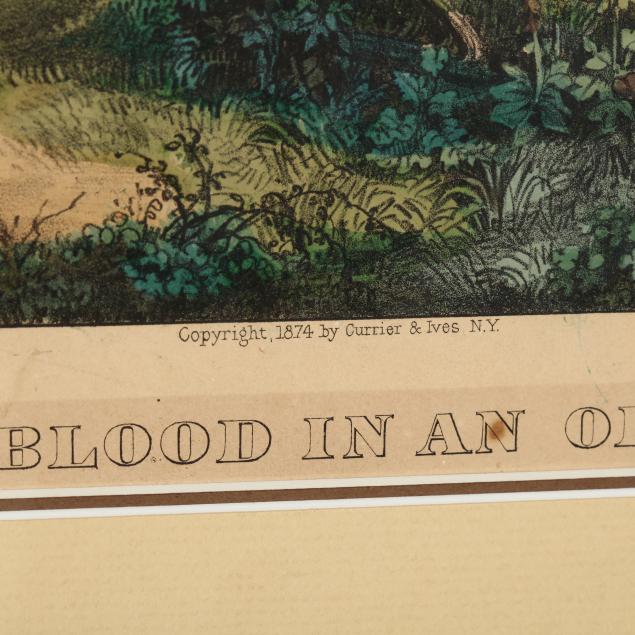 Copyright, 1874 by Currier & Ives N.Y.
BLOOD IN AN